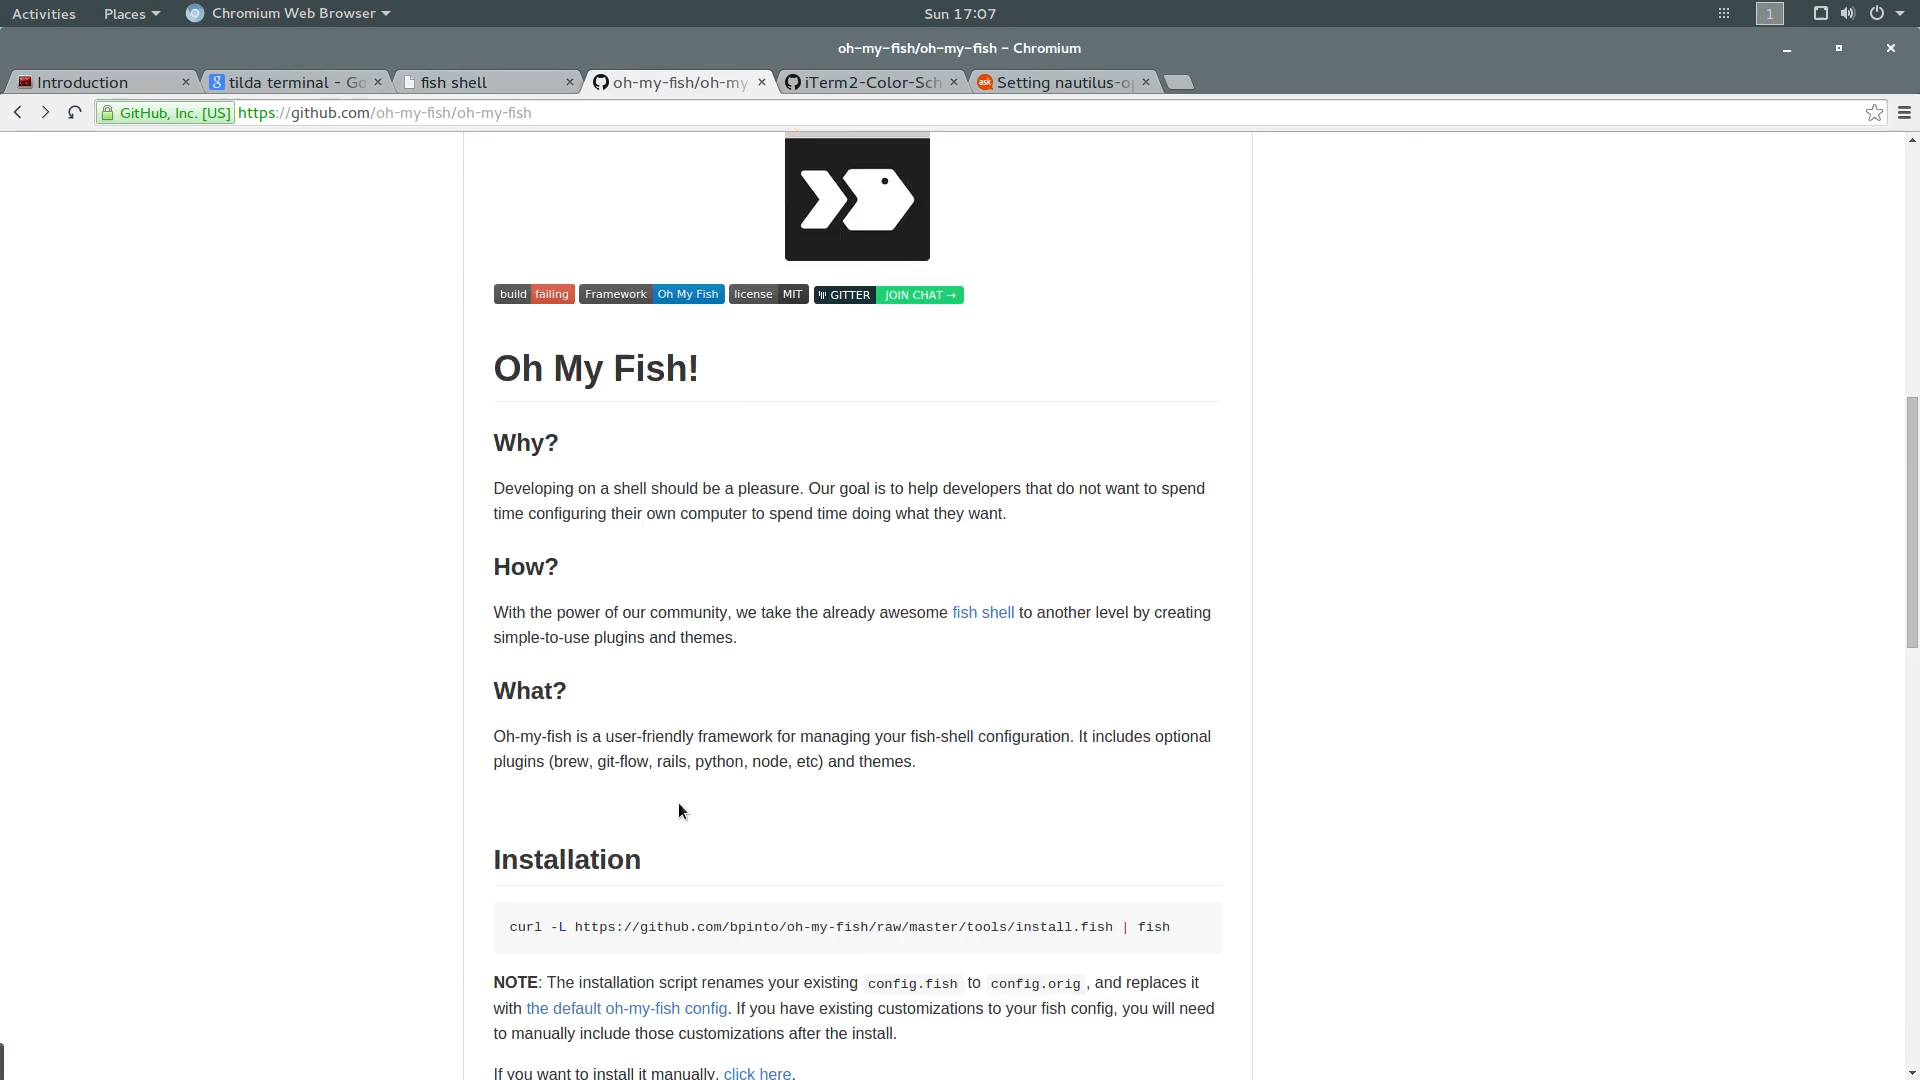 Activities Places Chromium Web Browser Sun 17:07 1
oh-my-fish/oh-my-fish - Chromium
Introduction tilda terminal - Go fish shell oh-my-fish/oh-my iTerm2-Color-Sch Setting nautilus-o
GitHub, Inc. [US] https://github.com/oh-my-fish/oh-my-fish
build failing Framework Oh My Fish license MIT GITTER JOIN CHAT →
Oh My Fish!
Why?
Developing on a shell should be a pleasure. Our goal is to help developers that do not want to spend
time configuring their own computer to spend time doing what they want.
How?
With the power of our community, we take the already awesome fish shell to another level by creating
simple-to-use plugins and themes.
What?
Oh-my-fish is a user-friendly framework for managing your fish-shell configuration. It includes optional
plugins (brew, git-flow, rails, python, node, etc) and themes.
Installation
curl -L https://github.com/bpinto/oh-my-fish/raw/master/tools/install.fish | fish
NOTE: The installation script renames your existing config.fish to config.orig, and replaces it
with the default oh-my-fish config. If you have existing customizations to your fish config, you will need
to manually include those customizations after the install.
If you want to install it manually, click here.